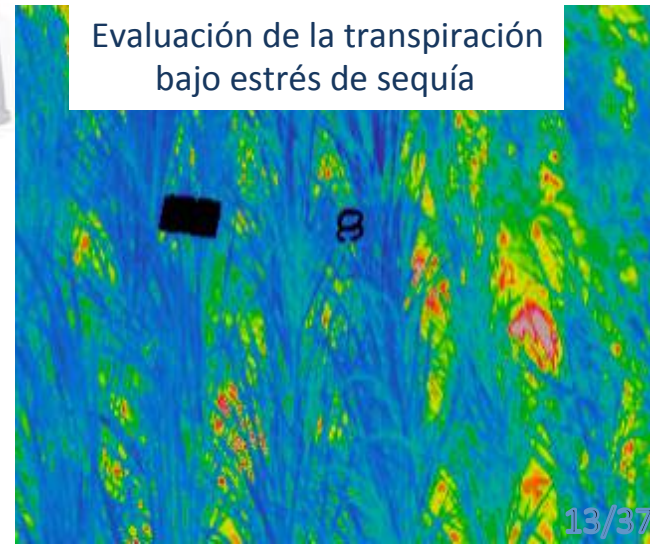 Evaluación de la transpiración
bajo estrés de sequía
8
13/37